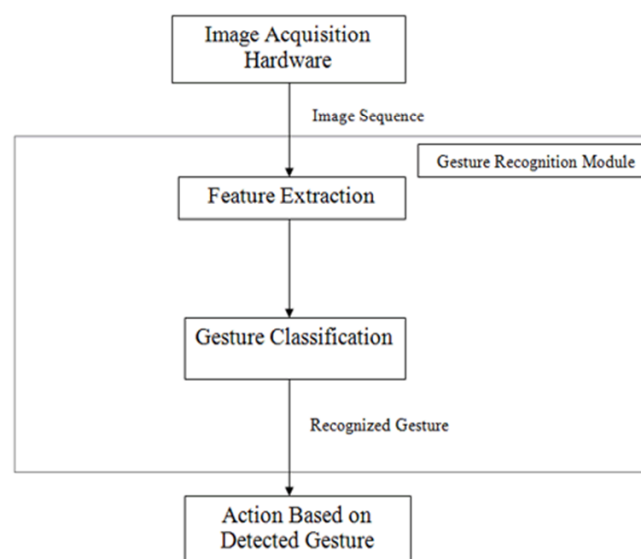 Image Acquisition
Hardware
Image Sequence
Gesture Recognition Module
Feature Extraction
Gesture Classification
Recognized Gesture
Action Based on
Detected Gesture